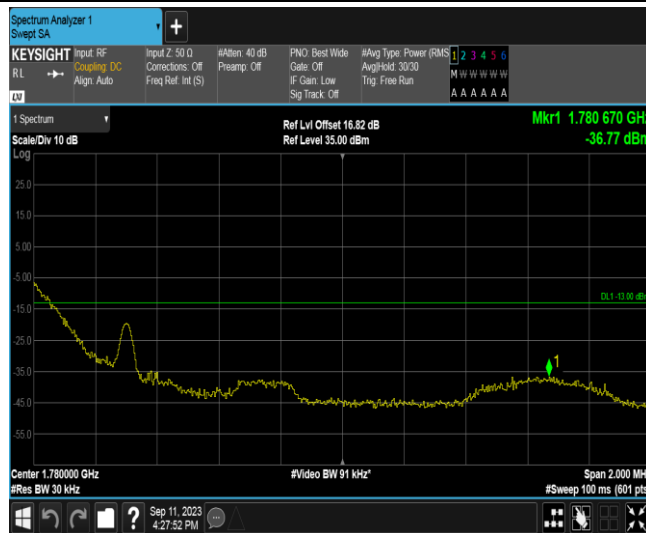 Spectrum Analyzer 1
Swept SA
+
KEYSIGHT Input: RF Input Z: 50 Ω #Atten: 40 dB PNO: Best Wide #Avg Type: Power (RMS 1 2 3 4 5 6
RL Coupling: DC Corrections: Off Preamp: Off Gate: Off Avg|Hold: 30/30 M W W W W W
Align: Auto Freq Ref: Int (S) IF Gain: Low Trig: Free Run
LXI Sig Track: Off A A A A A A
1 Spectrum Ref Lvl Offset 16.82 dB Mkr1 1.780 670 GHz
Scale/Div 10 dB Ref Level 35.00 dBm -36.77 dBm
Log
25.0
15.0
5.00
-5.00
DL1 -13.00 dBm
-15.0
-25.0
1
-35.0
-45.0
-55.0
Center 1.780000 GHz #Video BW 91 kHz* Span 2.000 MHz
#Res BW 30 kHz #Sweep 100 ms (601 pts)
? Sep 11, 2023
4:27:52 PM